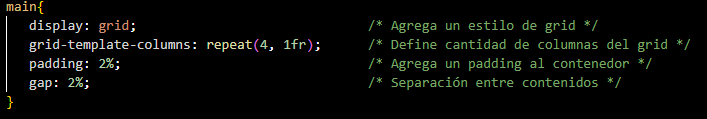 main{
display: grid; /* Agrega un estilo de grid */
grid-template-columns: repeat(4, 1fr); /* Define cantidad de columnas del grid */
padding: 2%; /* Agrega un padding al contenedor */
gap: 2%; /* Separación entre contenidos */
}